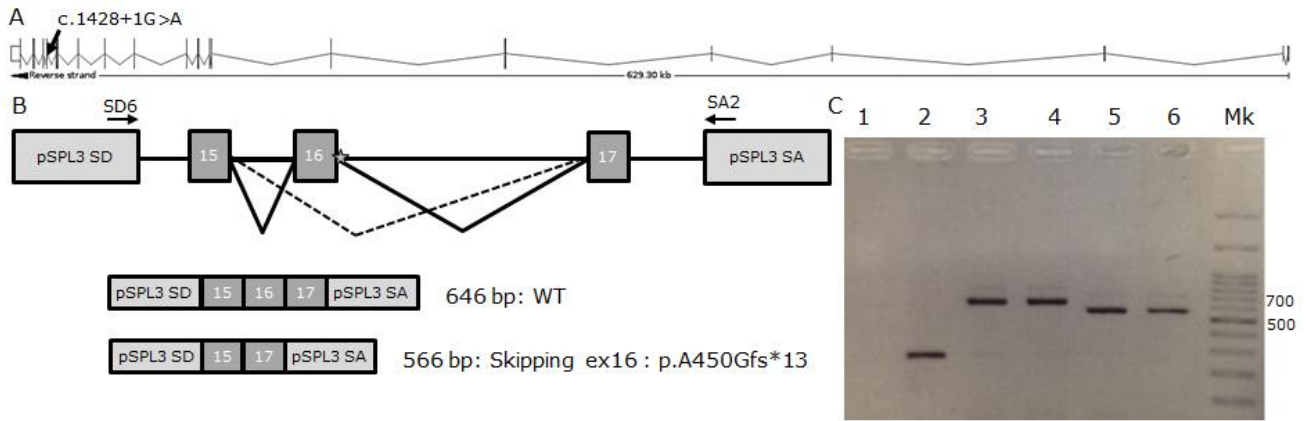 A
c.1428+1G>A
Reverse strand
629.30 kb
B
SD6
SA2
pSPL3 SD
15
16
17
pSPL3 SA
pSPL3 SD 15 16 17 pSPL3 SA
646 bp: WT
pSPL3 SD 15 17 pSPL3 SA
566 bp: Skipping ex16 : p.A450Gfs*13
C
1 2 3 4 5 6 Mk
700
500